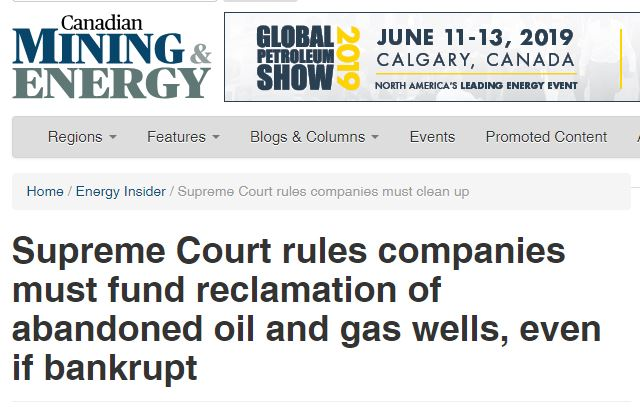 Canadian
MINING &
ENERGY
GLOBAL
PETROLEUM
SHOW
2019
JUNE 11-13, 2019
CALGARY, CANADA
NORTH AMERICA'S LEADING ENERGY EVENT
Regions Features Blogs & Columns Events Promoted Content
Home / Energy Insider / Supreme Court rules companies must clean up
Supreme Court rules companies
must fund reclamation of
abandoned oil and gas wells, even
if bankrupt